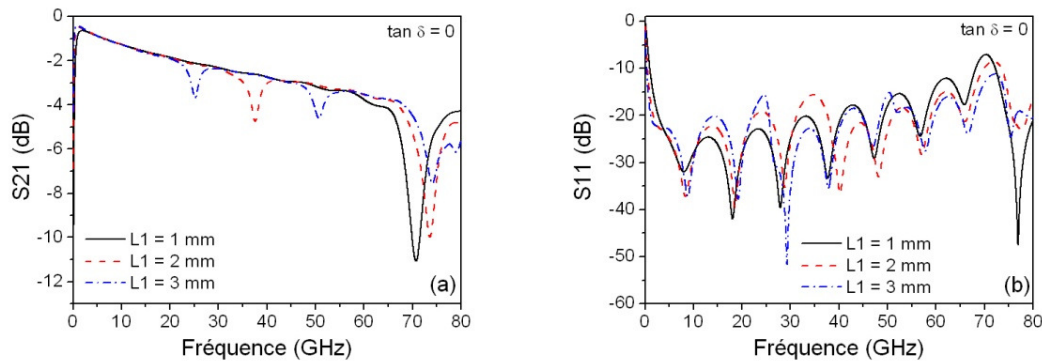 0
-2
-4
-6
-8
-10
-12
S21 (dB)
tan δ = 0
L1 = 1 mm
L1 = 2 mm
L1 = 3 mm
(a)
0 10 20 30 40 50 60 70 80
Fréquence (GHz)
0
-10
-20
-30
-40
-50
-60
S11 (dB)
tan δ = 0
L1 = 1 mm
L1 = 2 mm
L1 = 3 mm
(b)
0 10 20 30 40 50 60 70 80
Fréquence (GHz)